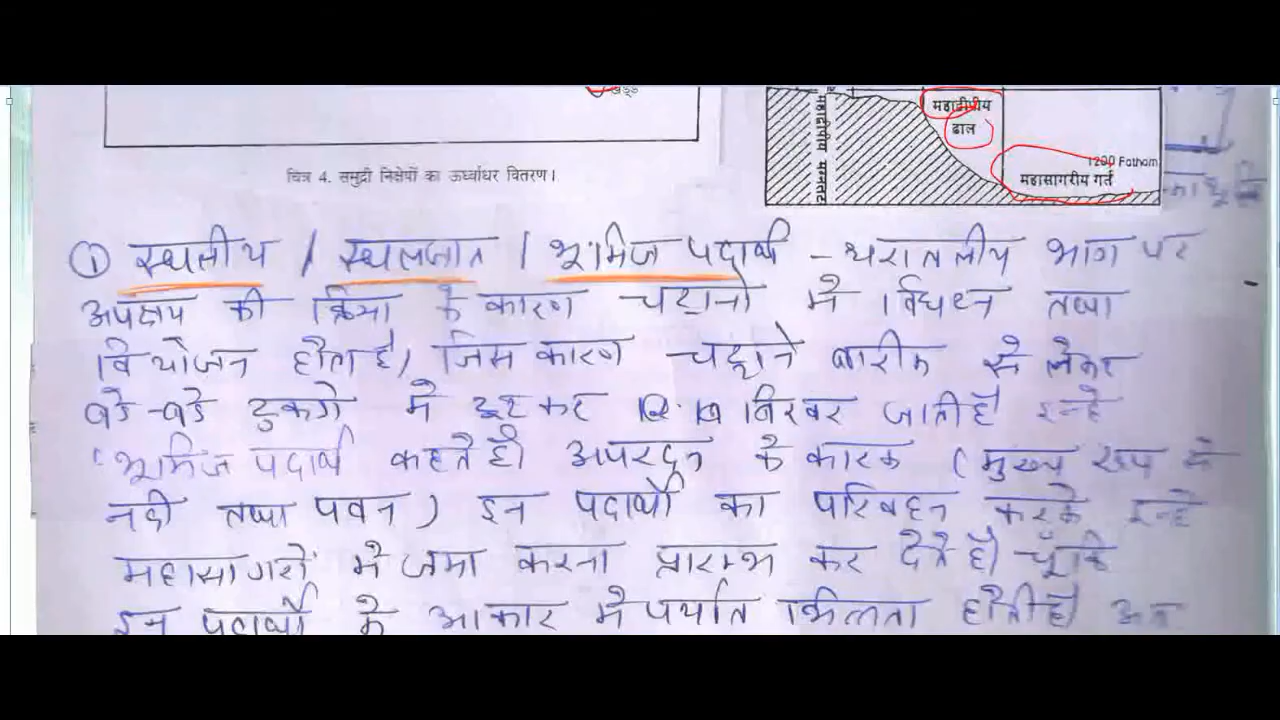 महाद्वीपीय
ढाल
1200 Fathom
महासागरीय गर्त
चित्र 4. समुद्री निक्षेपों का ऊर्ध्वाधर वितरण।
① स्थलीय / स्थलजात / भूमिज पदार्थ - धरातलीय भाग पर
अपक्षय की क्रिया के कारण चट्टानो मे विघटन तथा
वियोजन होता है, जिस कारण चट्टाने बारीक से लेकर
बडे-बडे टुकडो मे टूट कर बिखर जाती है इन्हे
भूमिज पदार्थ कहते है। अपरदन के कारक (मुख्य रूप से
नदी तथा पवन) इन पदार्थो का परिवहन करके इन्हे
महासागरों मे जमा करना प्रारम्भ कर देते है। चूँकि
इन पदार्थो के आकार मे पर्याप्त भिन्नता होती है। अतः